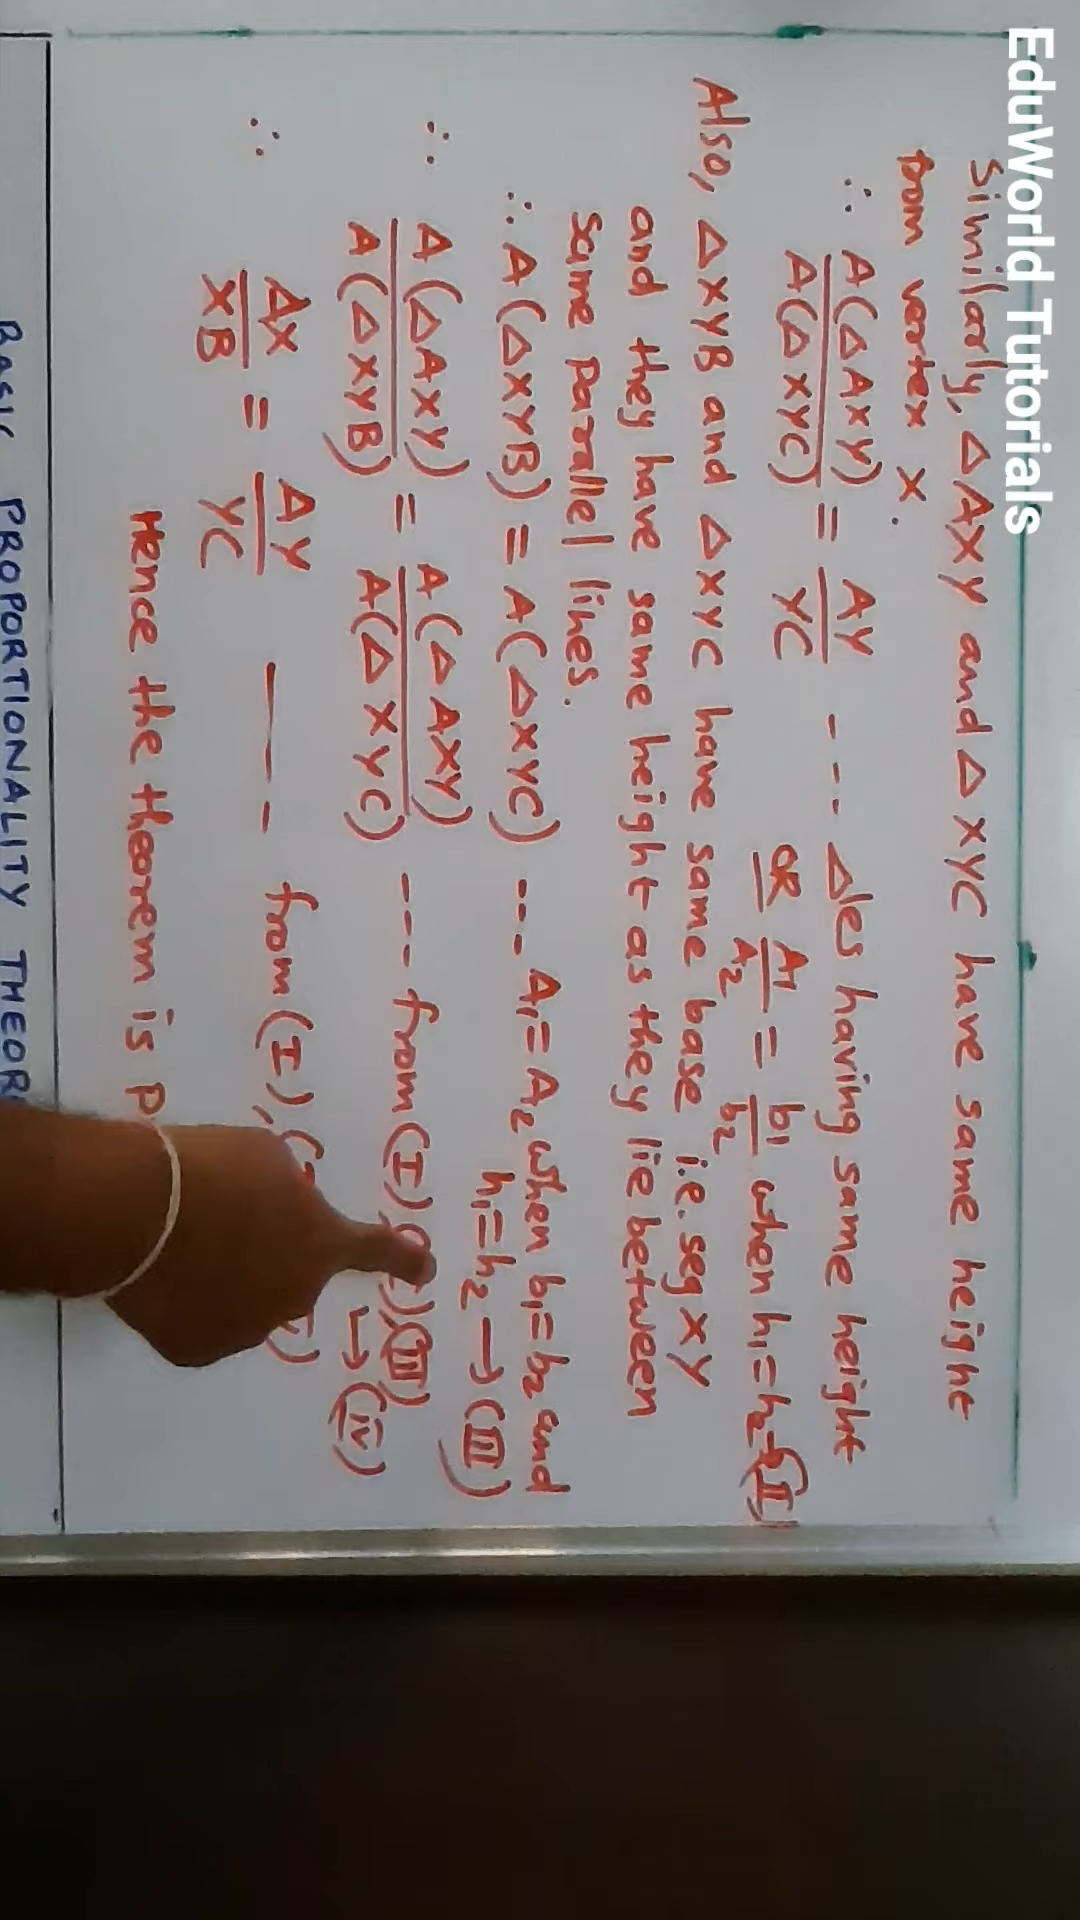 EduWorld Tutorials
Similarly, △AXY and △XYC have same height
from vertex X.
∴ A(△AXY)/A(△XYC) = AY/YC --- △les having same height
OR A1/A2 = b1/b2 when h1=h2 → (II)
Also, △XYB and △XYC have same base i.e. seg XY
and they have same height as they lie between
same parallel lines.
∴ A(△XYB) = A(△XYC) --- A1=A2 when b1=b2 and
h1=h2 → (III)
∴ A(△AXY)/A(△XYB) = A(△AXY)/A(△XYC) --- from (I), (III)
→ (IV)
∴ AX/XB = AY/YC --- from (I),
Hence the theorem is
BASIC PROPORTIONALITY